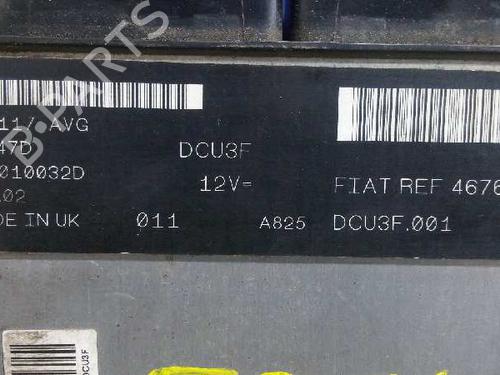 11/ AVG
47D
DCU3F
010032D
12V=
FIAT REF 4676
.02
DE IN UK
011
A825
DCU3F.001
DCU3F
B-PARTS